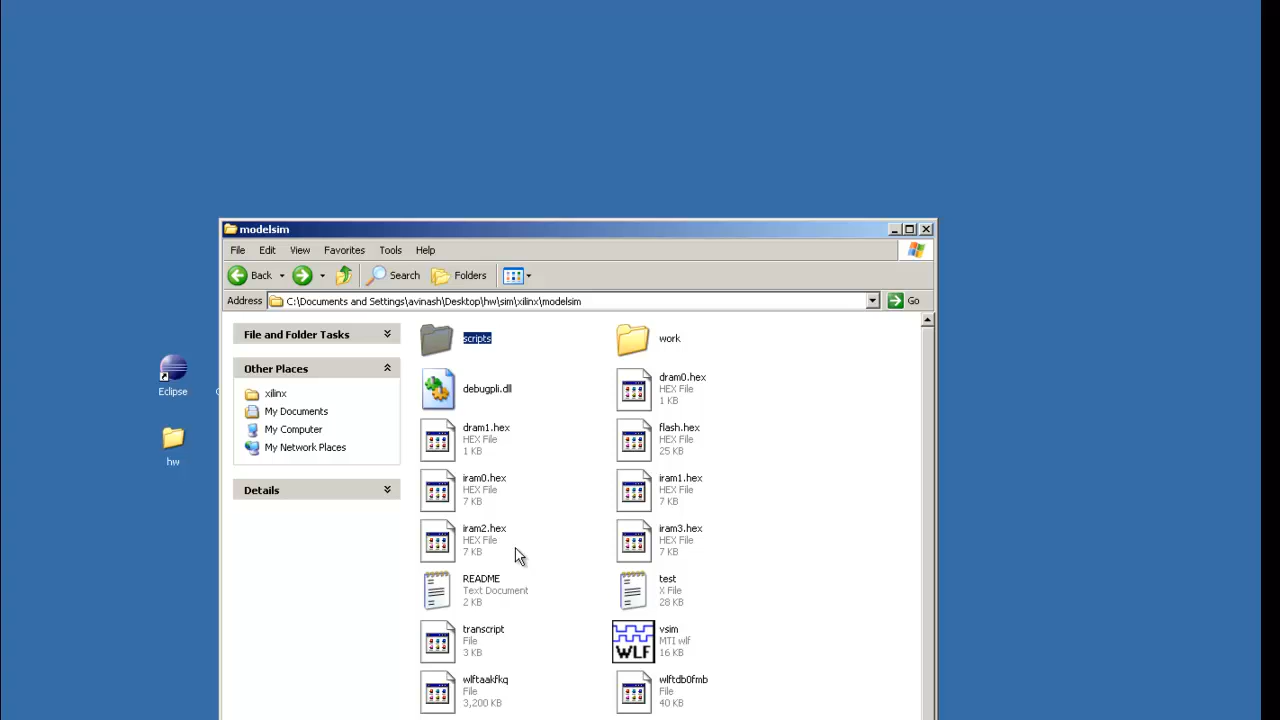 modelsim
File Edit View Favorites Tools Help
Back Search Folders
Address C:\Documents and Settings\avinash\Desktop\hw\sim\xilinx\modelsim Go
File and Folder Tasks
Other Places
xilinx
My Documents
My Computer
My Network Places
Details
scripts
work
debugpli.dll
dram0.hex
HEX File
1 KB
dram1.hex
HEX File
1 KB
flash.hex
HEX File
25 KB
iram0.hex
HEX File
7 KB
iram1.hex
HEX File
7 KB
iram2.hex
HEX File
7 KB
iram3.hex
HEX File
7 KB
README
Text Document
2 KB
test
X File
28 KB
transcript
File
3 KB
WLF
vsim
MTI wlf
16 KB
wlftaakfkq
File
3,200 KB
wlftdb0fmb
File
40 KB
Eclipse
hw